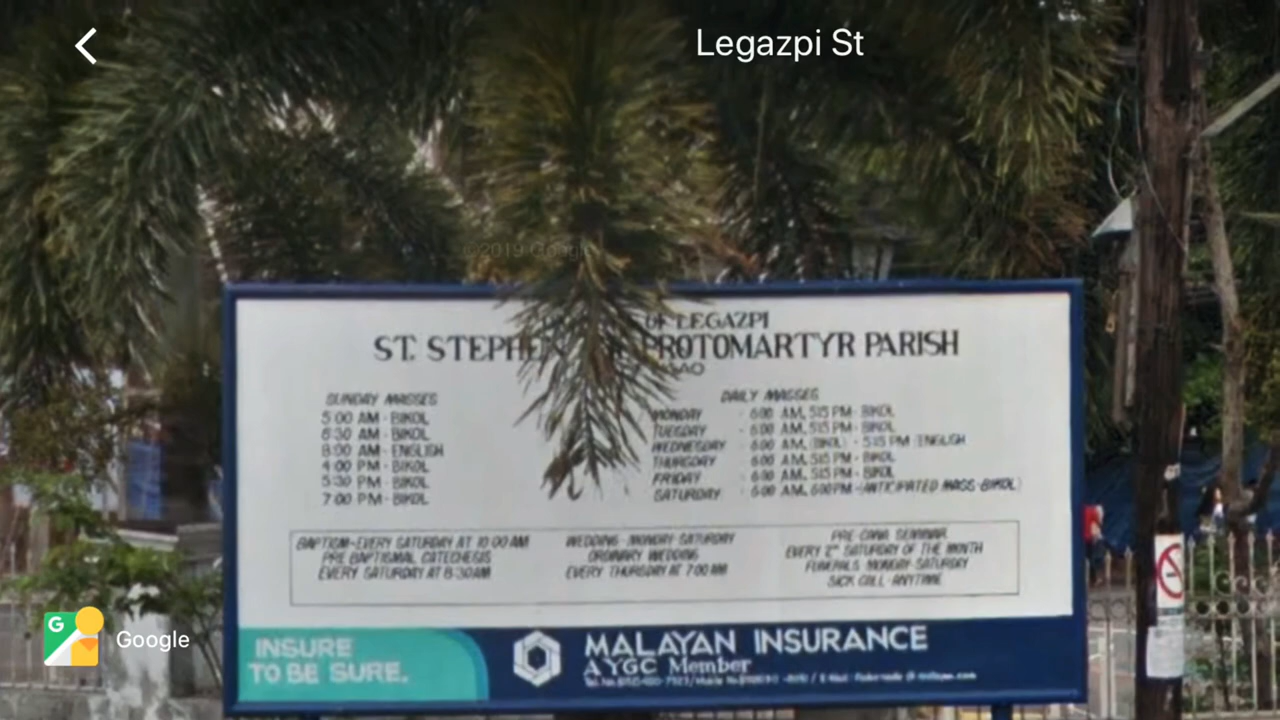 Legazpi St
©2019 Google
OF LEGAZPI
ST. STEPHEN PROTOMARTYR PARISH
SUNDAY MASSES
5:00 AM - BIKOL
6:30 AM - BIKOL
8:00 AM - ENGLISH
4:00 PM - BIKOL
5:30 PM - BIKOL
7:00 PM - BIKOL
DAILY MASSES
MONDAY - 6:00 AM, 5:15 PM - BIKOL
TUESDAY - 6:00 AM, 5:15 PM - BIKOL
WEDNESDAY - 6:00 AM, (BIKOL) - 5:15 PM (ENGLISH
THURSDAY - 6:00 AM, 5:15 PM - BIKOL
FRIDAY - 6:00 AM, 5:15 PM - BIKOL
SATURDAY - 6:00 AM, 6:00 PM - (ANTICIPATED MASS-BIKOL)
BAPTISM-EVERY SATURDAY AT 10:00 AM
PRE BAPTISMAL CATECHESIS
EVERY SATURDAY AT 8:30AM
WEDDING-MONDAY-SATURDAY
ORDINARY WEDDING
EVERY THURSDAY AT 7:00 AM
PRE-CANA SEMINAR
EVERY 2ND SATURDAY OF THE MONTH
FUNERALS MONDAY-SATURDAY
SICK CALL-ANYTIME
INSURE
TO BE SURE.
MALAYAN INSURANCE
A YGC Member
Google